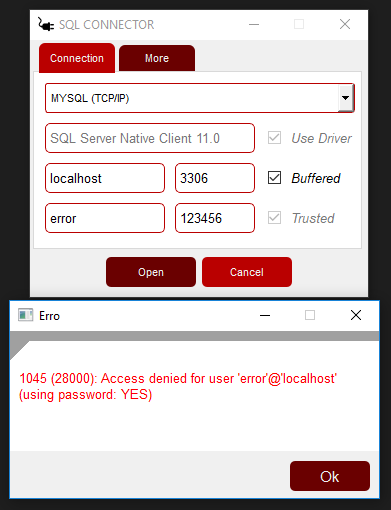 SQL CONNECTOR
Connection More
MYSQL (TCP/IP)
SQL Server Native Client 11.0 Use Driver
localhost 3306 Buffered
error 123456 Trusted
Open Cancel
Erro
1045 (28000): Access denied for user 'error'@'localhost'
(using password: YES)
Ok